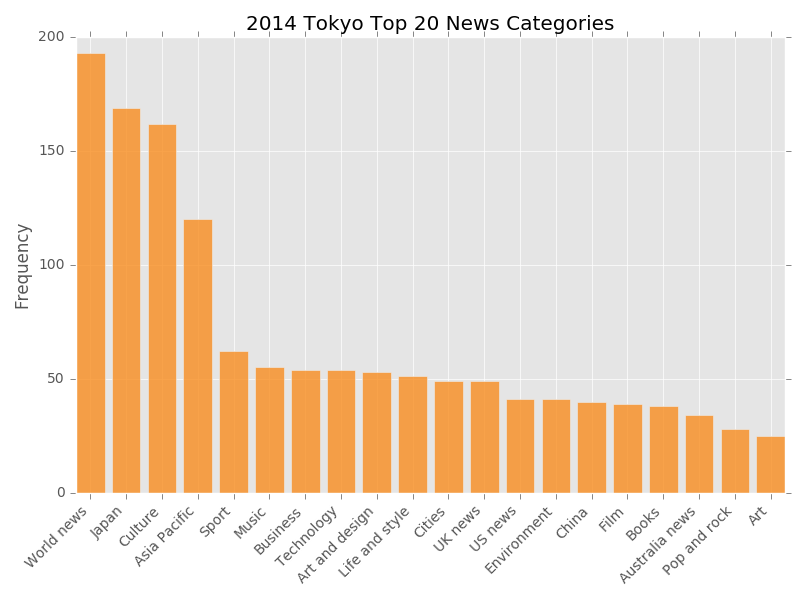 2014 Tokyo Top 20 News Categories
200
150
100
50
0
Frequency
World news
Japan
Culture
Asia Pacific
Sport
Music
Business
Technology
Art and design
Life and style
Cities
UK news
US news
Environment
China
Film
Books
Australia news
Pop and rock
Art